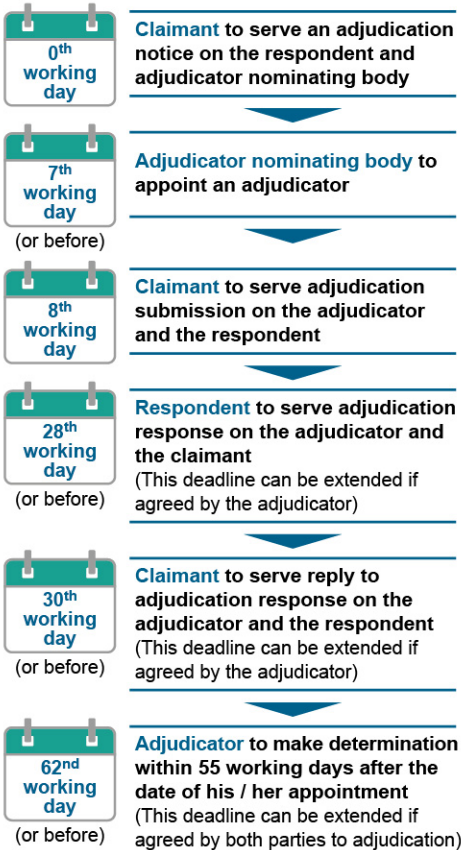 0th
working
day
Claimant to serve an adjudication
notice on the respondent and
adjudicator nominating body
7th
working
day
(or before)
Adjudicator nominating body to
appoint an adjudicator
8th
working
day
Claimant to serve adjudication
submission on the adjudicator
and the respondent
28th
working
day
(or before)
Respondent to serve adjudication
response on the adjudicator and
the claimant
(This deadline can be extended if
agreed by the adjudicator)
30th
working
day
(or before)
Claimant to serve reply to
adjudication response on the
adjudicator and the respondent
(This deadline can be extended if
agreed by the adjudicator)
62nd
working
day
(or before)
Adjudicator to make determination
within 55 working days after the
date of his / her appointment
(This deadline can be extended if
agreed by both parties to adjudication)